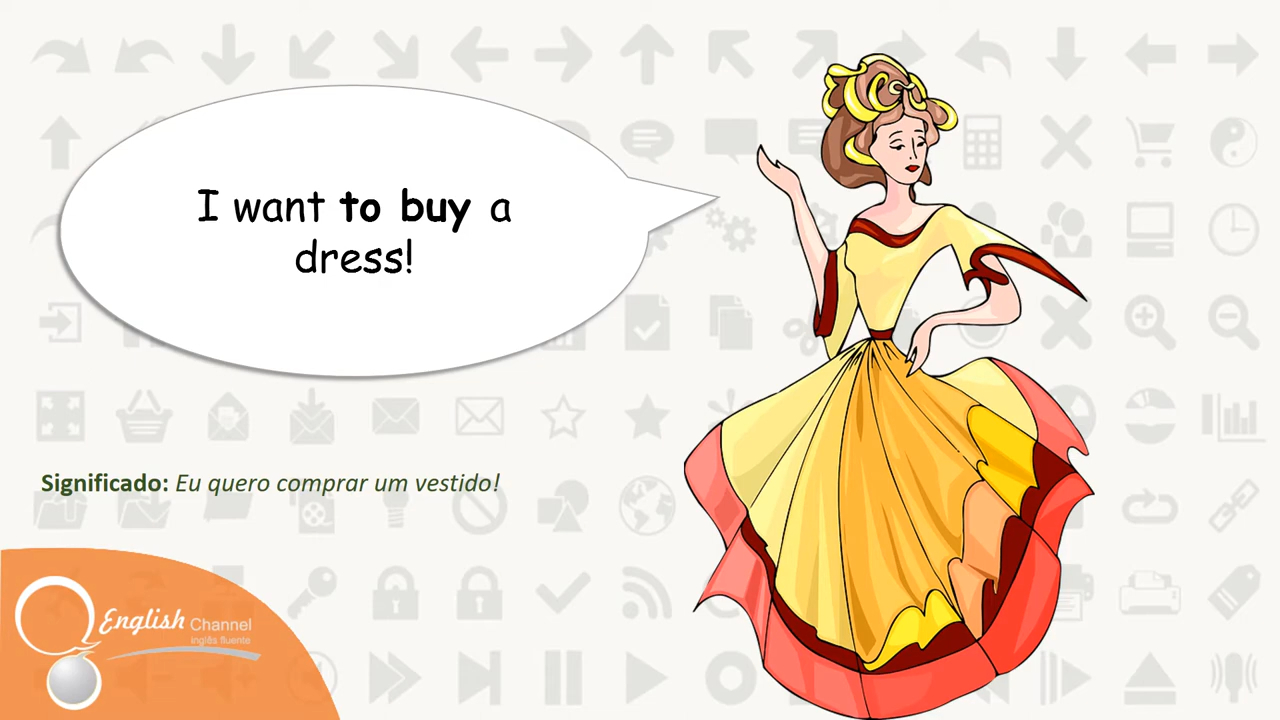 I want to buy a
dress!
Significado: Eu quero comprar um vestido!
English Channel
inglês fluente